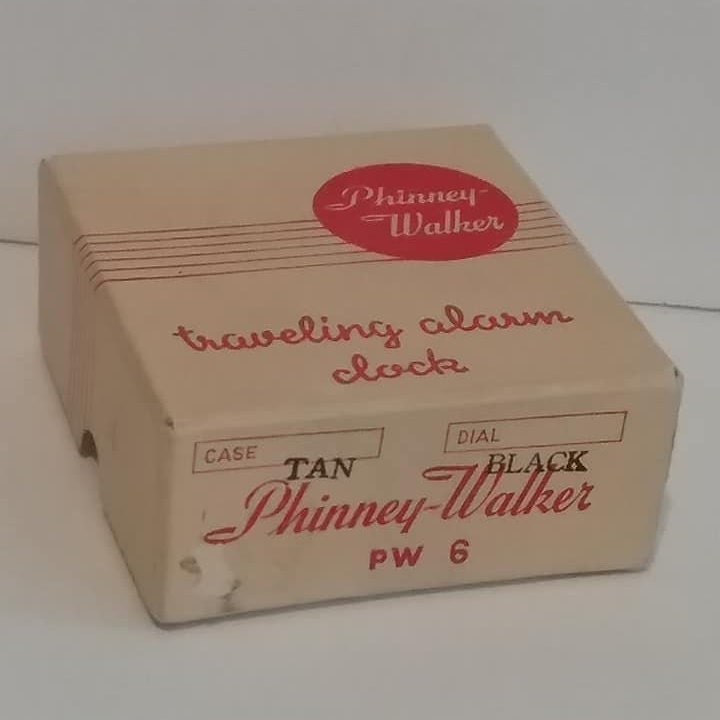 Phinney-
Walker
traveling alarm
clock
CASE TAN
DIAL BLACK
Phinney-Walker
PW 6